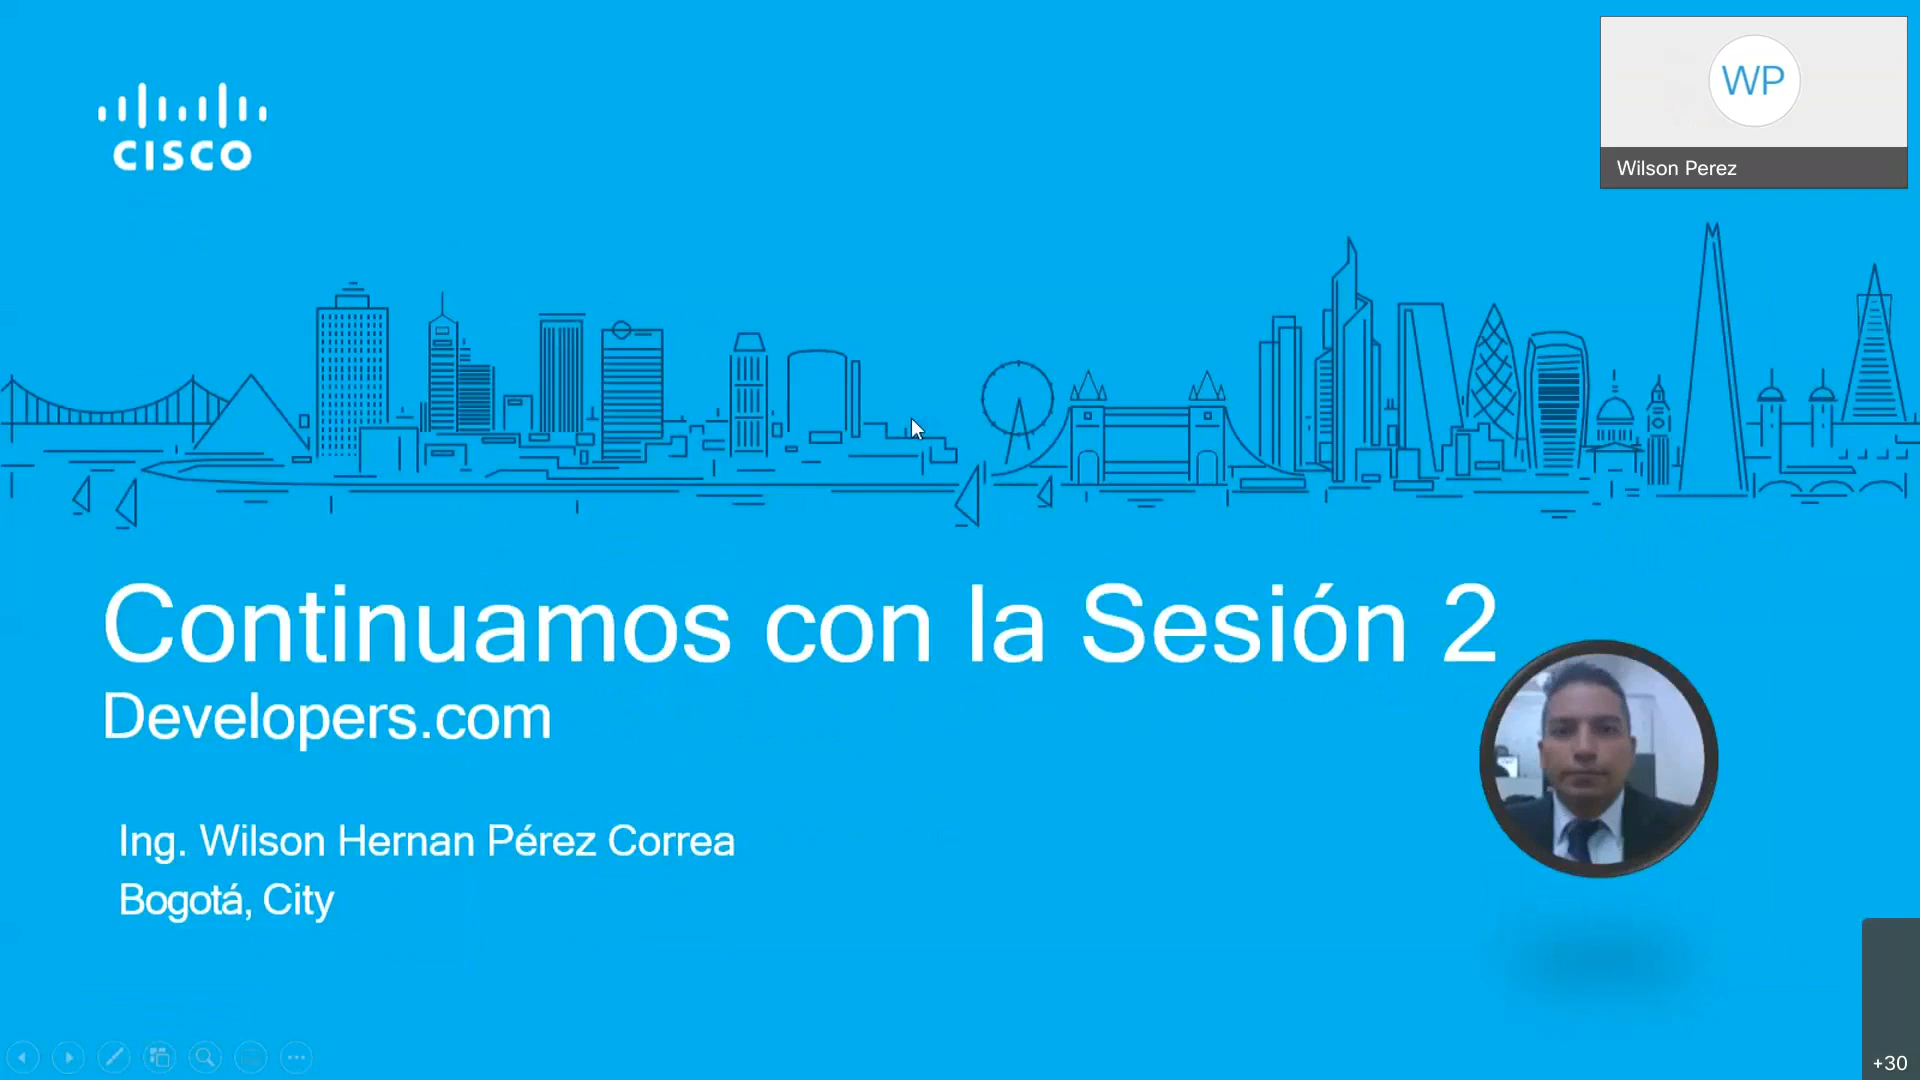 CISCO
WP
Wilson Perez
Continuamos con la Sesión 2
Developers.com
Ing. Wilson Hernan Pérez Correa
Bogotá, City
+30